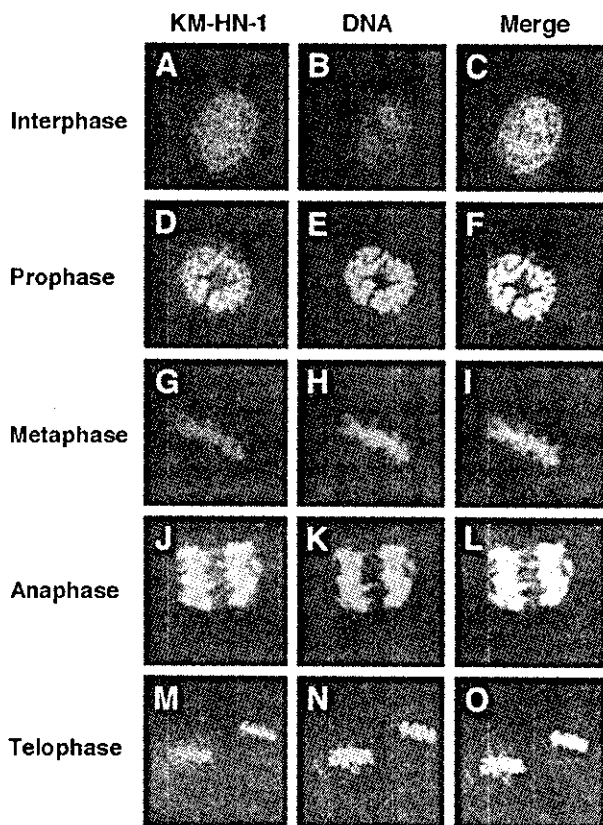 KM-HN-1 DNA Merge
A B C
Interphase
D E F
Prophase
G H I
Metaphase
J K L
Anaphase
M N O
Telophase